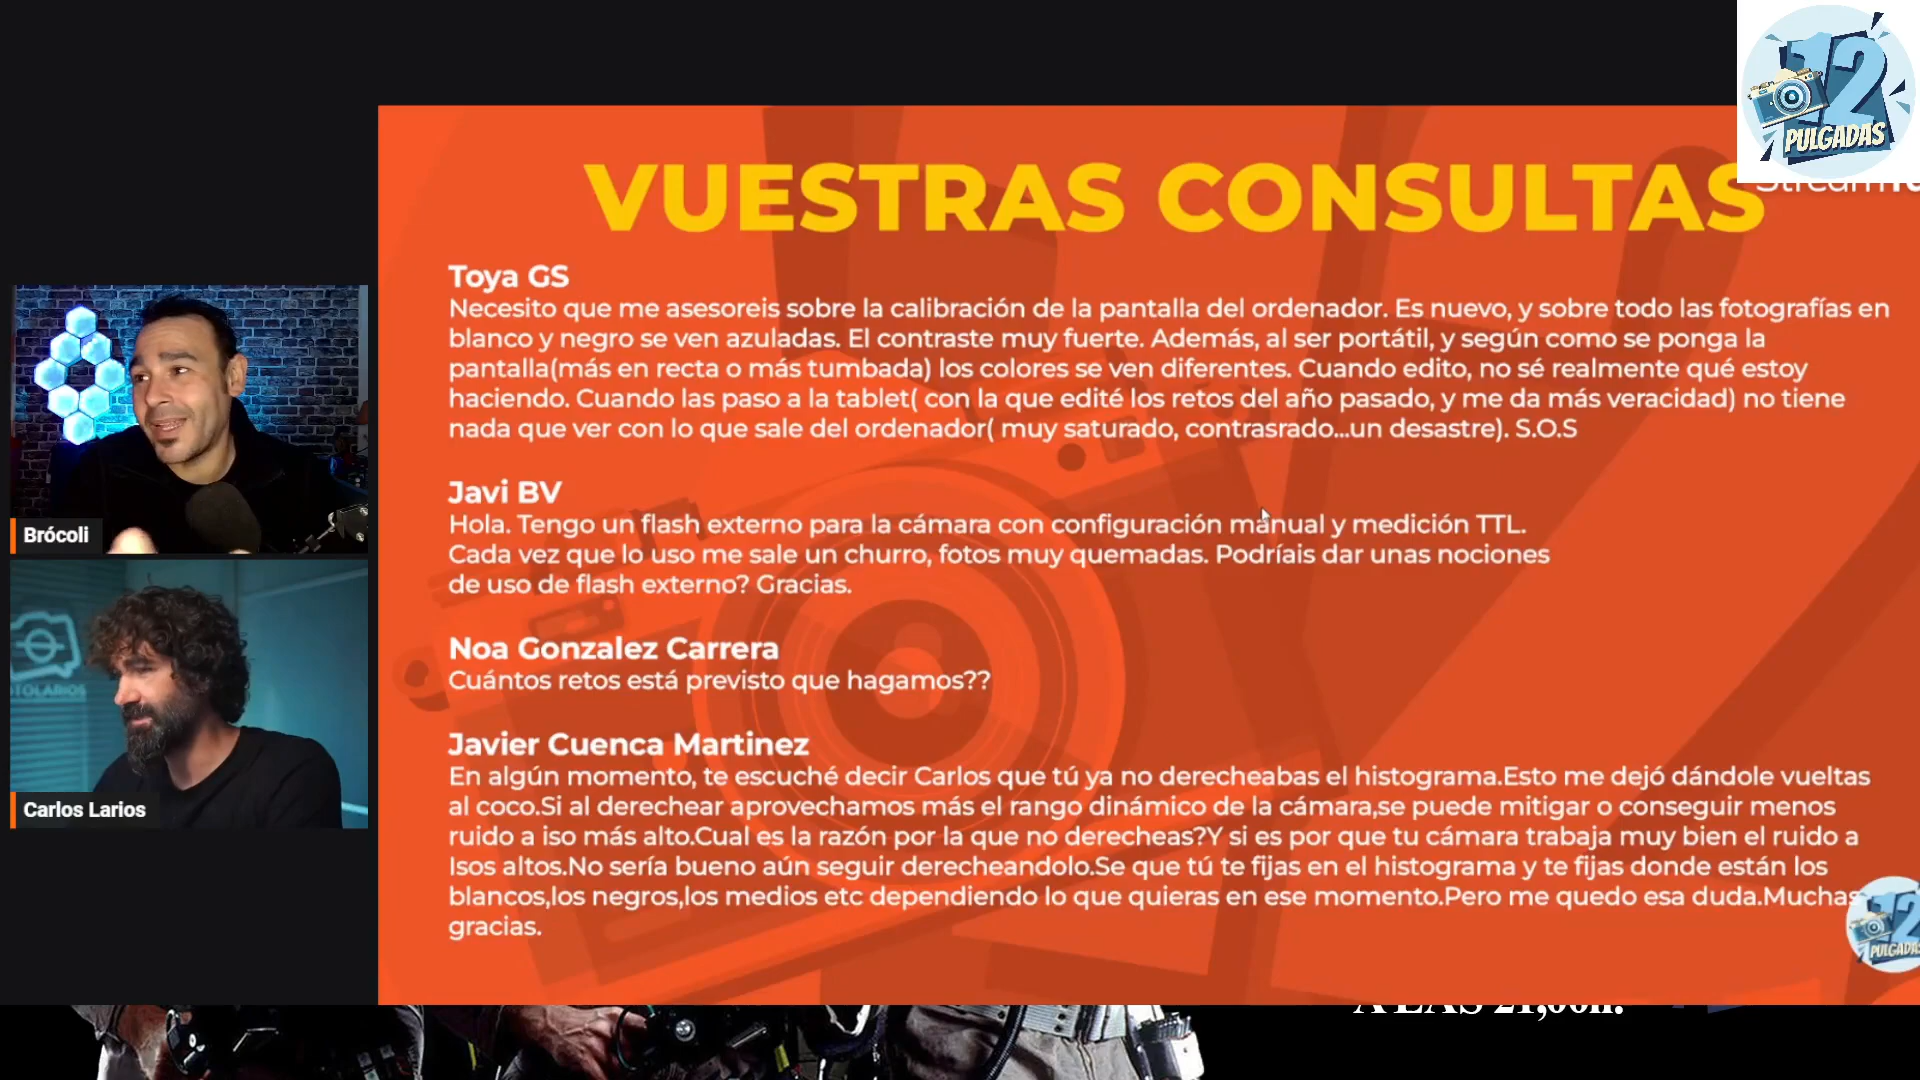 12
PULGADAS
VUESTRAS CONSULTAS
Toya GS
Necesito que me asesoreis sobre la calibración de la pantalla del ordenador. Es nuevo, y sobre todo las fotografías en
blanco y negro se ven azuladas. El contraste muy fuerte. Además, al ser portátil, y según como se ponga la
pantalla(más en recta o más tumbada) los colores se ven diferentes. Cuando edito, no sé realmente qué estoy
haciendo. Cuando las paso a la tablet( con la que edité los retos del año pasado, y me da más veracidad) no tiene
nada que ver con lo que sale del ordenador( muy saturado, contrasrado...un desastre). S.O.S
Javi BV
Hola. Tengo un flash externo para la cámara con configuración manual y medición TTL.
Cada vez que lo uso me sale un churro, fotos muy quemadas. Podríais dar unas nociones
de uso de flash externo? Gracias.
Brócoli
Noa Gonzalez Carrera
Cuántos retos está previsto que hagamos??
Javier Cuenca Martinez
En algún momento, te escuché decir Carlos que tú ya no derecheabas el histograma.Esto me dejó dándole vueltas
al coco.Si al derechear aprovechamos más el rango dinámico de la cámara,se puede mitigar o conseguir menos
ruido a iso más alto.Cual es la razón por la que no derecheas?Y si es por que tu cámara trabaja muy bien el ruido a
Isos altos.No sería bueno aún seguir derecheandolo.Se que tú te fijas en el histograma y te fijas donde están los
blancos,los negros,los medios etc dependiendo lo que quieras en ese momento.Pero me quedo esa duda.Muchas
gracias.
Carlos Larios
12
A LAS 21,00h.